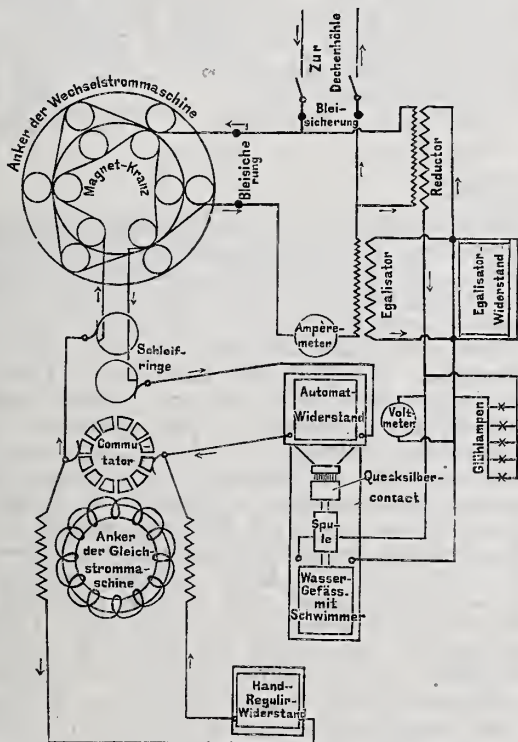 Zur
Dechenhöhle
Blei-
sicherung
Anker der Wechselstrommaschine
Magnet-Kranz
Bleisiche
rung
Reductor
Egalisator
Egalisator-
Widerstand
Ampère-
meter
Schleif-
ringe
Automat-
Widerstand
Volt-
meter
Glühlampen
Commu-
tator
Quecksilber-
contact
Spu-
le
Anker
der Gleich-
stromma-
schine
Wasser-
Gefäss mit
Schwimmer
Hand-
Regulir-
Widerstand